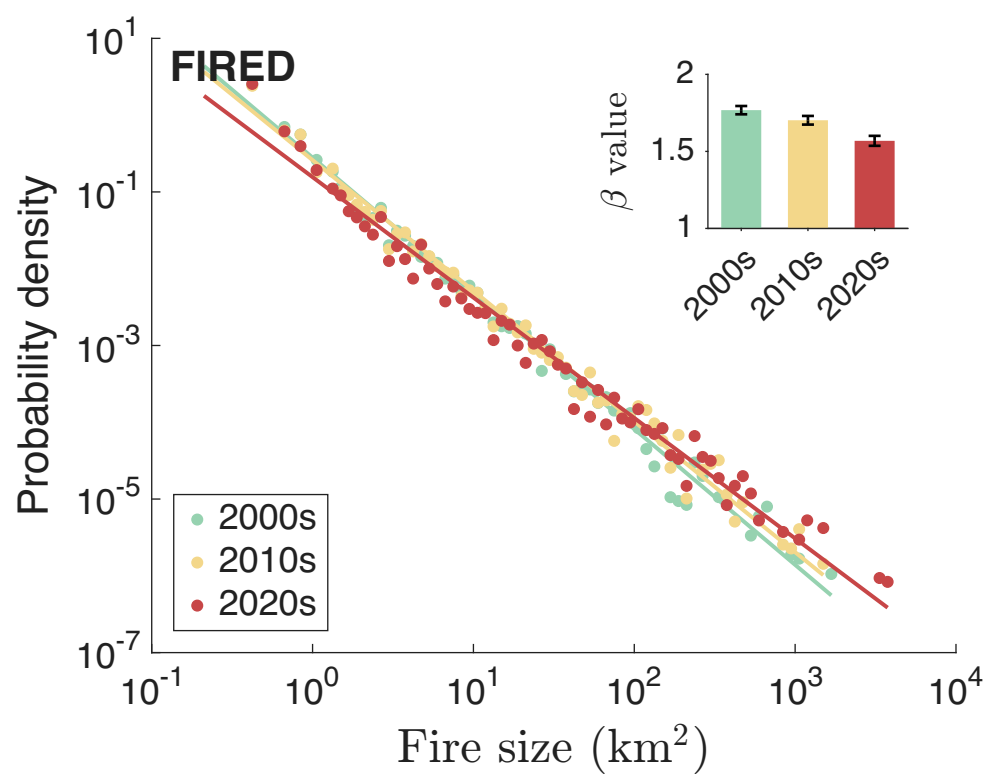 FIRED
Probability density
10^1
10^-1
10^-3
10^-5
10^-7
10^-1
10^0
10^1
10^2
10^3
10^4
Fire size (km²)
2000s
2010s
2020s
β value
2
1.5
1
2000s
2010s
2020s